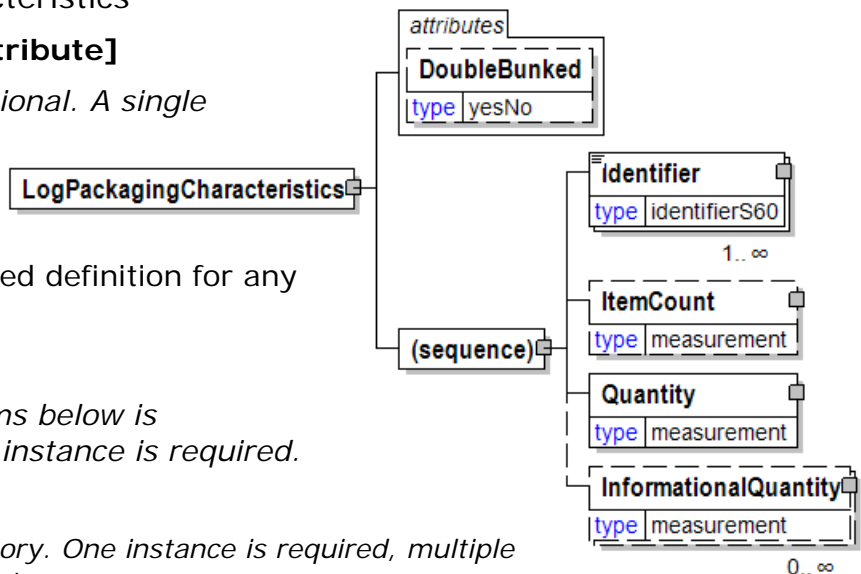 cteristics
tribute]
ional. A single
ed definition for any
ns below is
instance is required.
ory. One instance is required, multiple
LogPackagingCharacteristics
attributes
DoubleBunked
type yesNo
(sequence)
Identifier
type identifierS60
1.. ∞
ItemCount
type measurement
Quantity
type measurement
InformationalQuantity
type measurement
0.. ∞